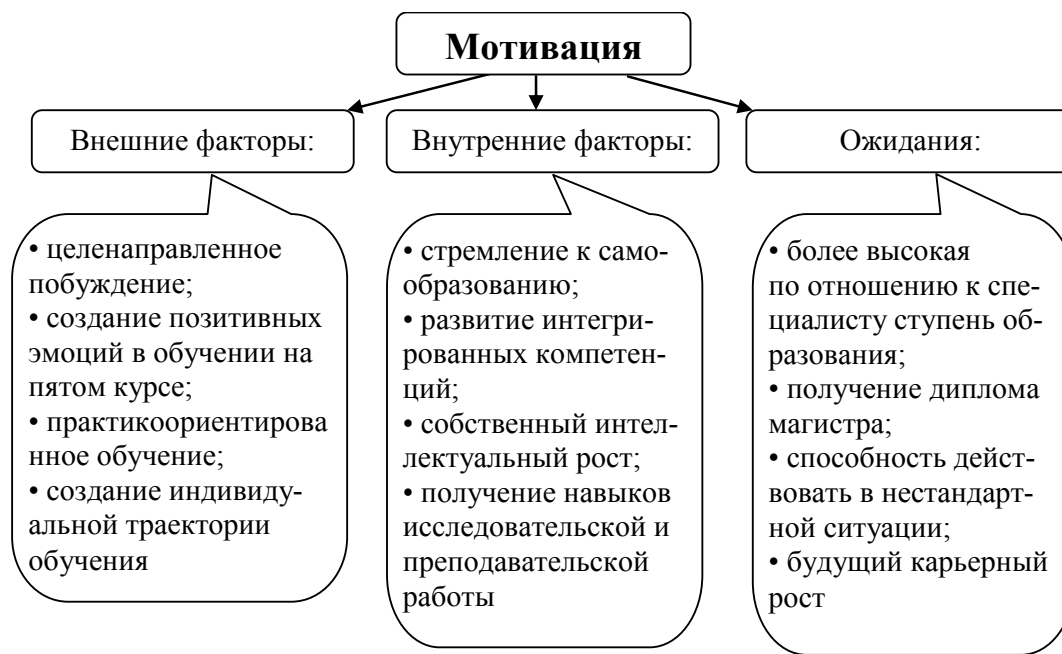 Мотивация
Внешние факторы:
Внутренние факторы:
Ожидания:
• целенаправленное
побуждение;
• создание позитивных
эмоций в обучении на
пятом курсе;
• практикоориентирова
нное обучение;
• создание индивиду-
альной траектории
обучения
• стремление к само-
образованию;
• развитие интегри-
рованных компетен-
ций;
• собственный интел-
лектуальный рост;
• получение навыков
исследовательской и
преподавательской
работы
• более высокая
по отношению к спе-
циалисту ступень об-
разования;
• получение диплома
магистра;
• способность дейст-
вовать в нестандарт-
ной ситуации;
• будущий карьерный
рост